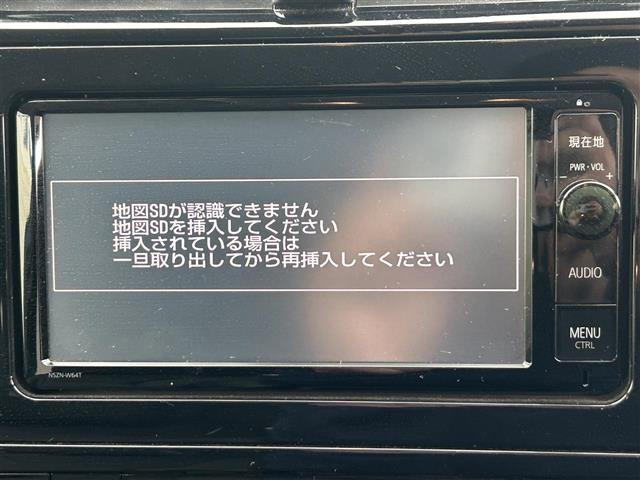 現在地
PWR・VOL
− +
地図SDが認識できません
地図SDを挿入してください
挿入されている場合は
一旦取り出してから再挿入してください
AUDIO
MENU
CTRL
NSZN-W64T